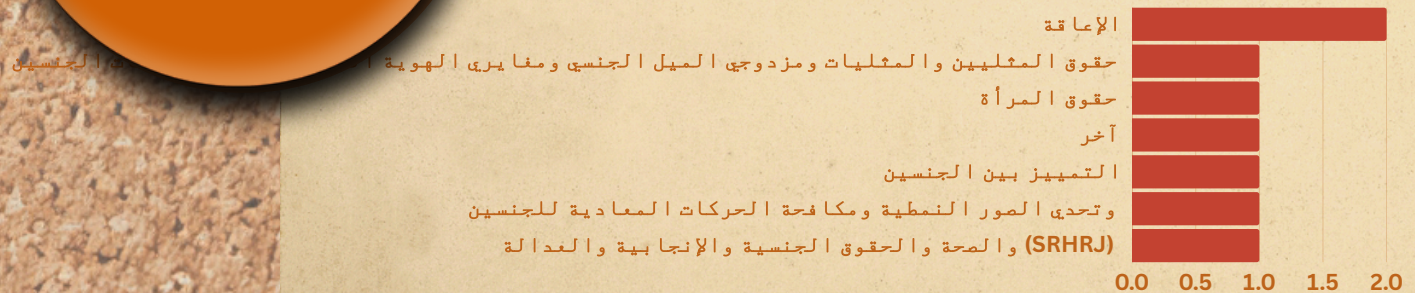 الإعاقة
حقوق المثليين والمثليات ومزدوجي الميل الجنسي ومغايري الهوية
حقوق المرأة
آخر
التمييز بين الجنسين
وتحدي الصور النمطية ومكافحة الحركات المعادية للجنسين
(SRHRJ) والصحة والحقوق الجنسية والإنجابية والعدالة
0.0 0.5 1.0 1.5 2.0